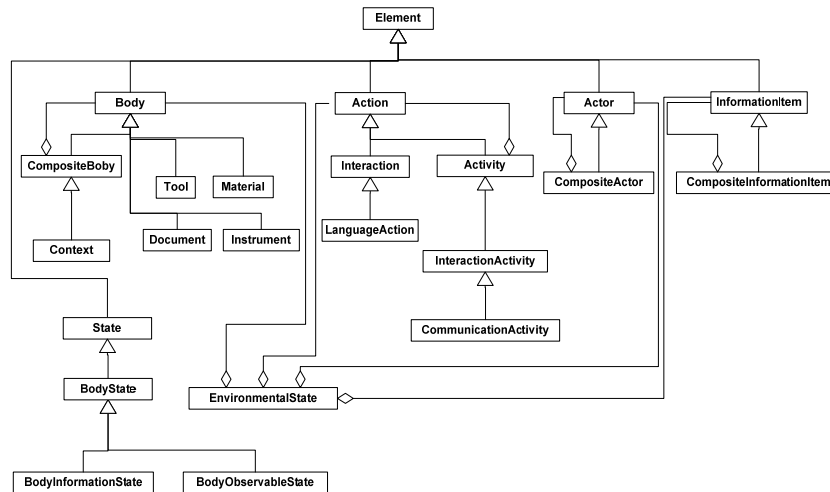 Element
Body
Action
Actor
InformationItem
CompositeBoby
Tool
Material
Interaction
Activity
CompositeActor
CompositeInformationItem
Context
Document
Instrument
LanguageAction
InteractionActivity
State
CommunicationActivity
BodyState
EnvironmentalState
BodyInformationState
BodyObservableState